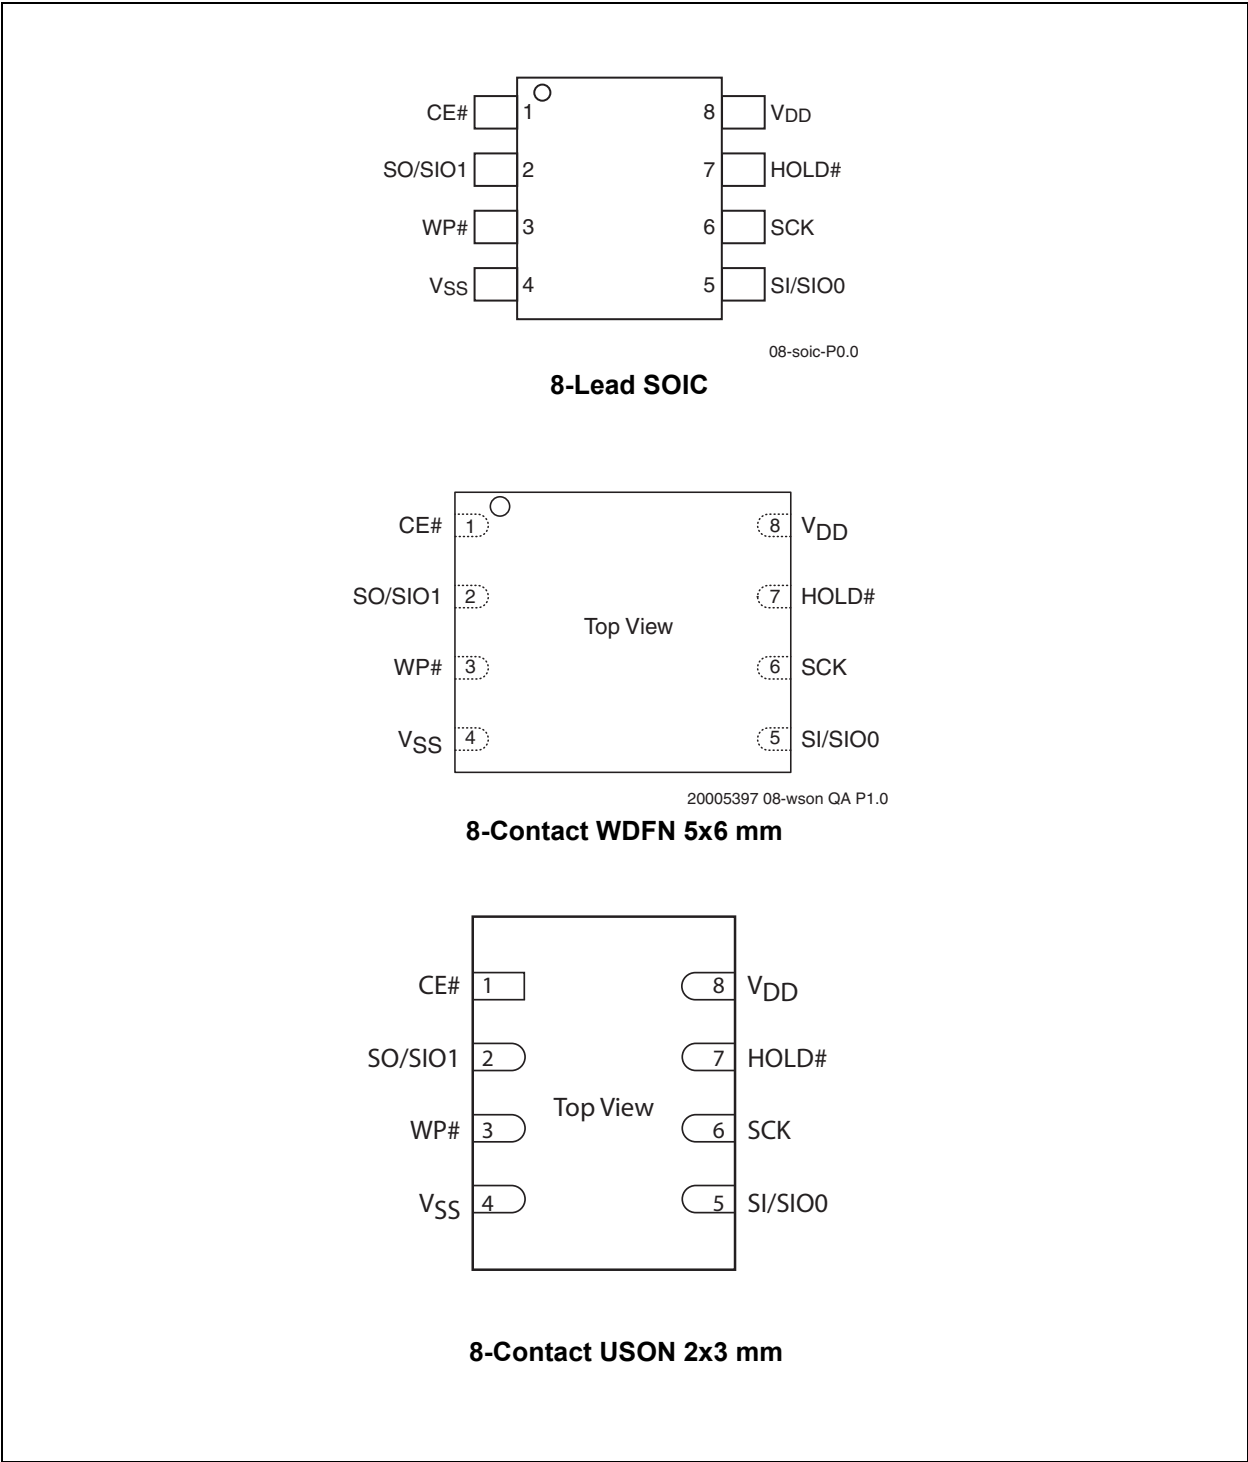 CE# 1 8 VDD
SO/SIO1 2 7 HOLD#
WP# 3 6 SCK
VSS 4 5 SI/SIO0
08-soic-P0.0
8-Lead SOIC
CE# 1 8 VDD
SO/SIO1 2 7 HOLD#
Top View
WP# 3 6 SCK
VSS 4 5 SI/SIO0
20005397 08-wson QA P1.0
8-Contact WDFN 5x6 mm
CE# 1 8 VDD
SO/SIO1 2 7 HOLD#
Top View
WP# 3 6 SCK
VSS 4 5 SI/SIO0
8-Contact USON 2x3 mm